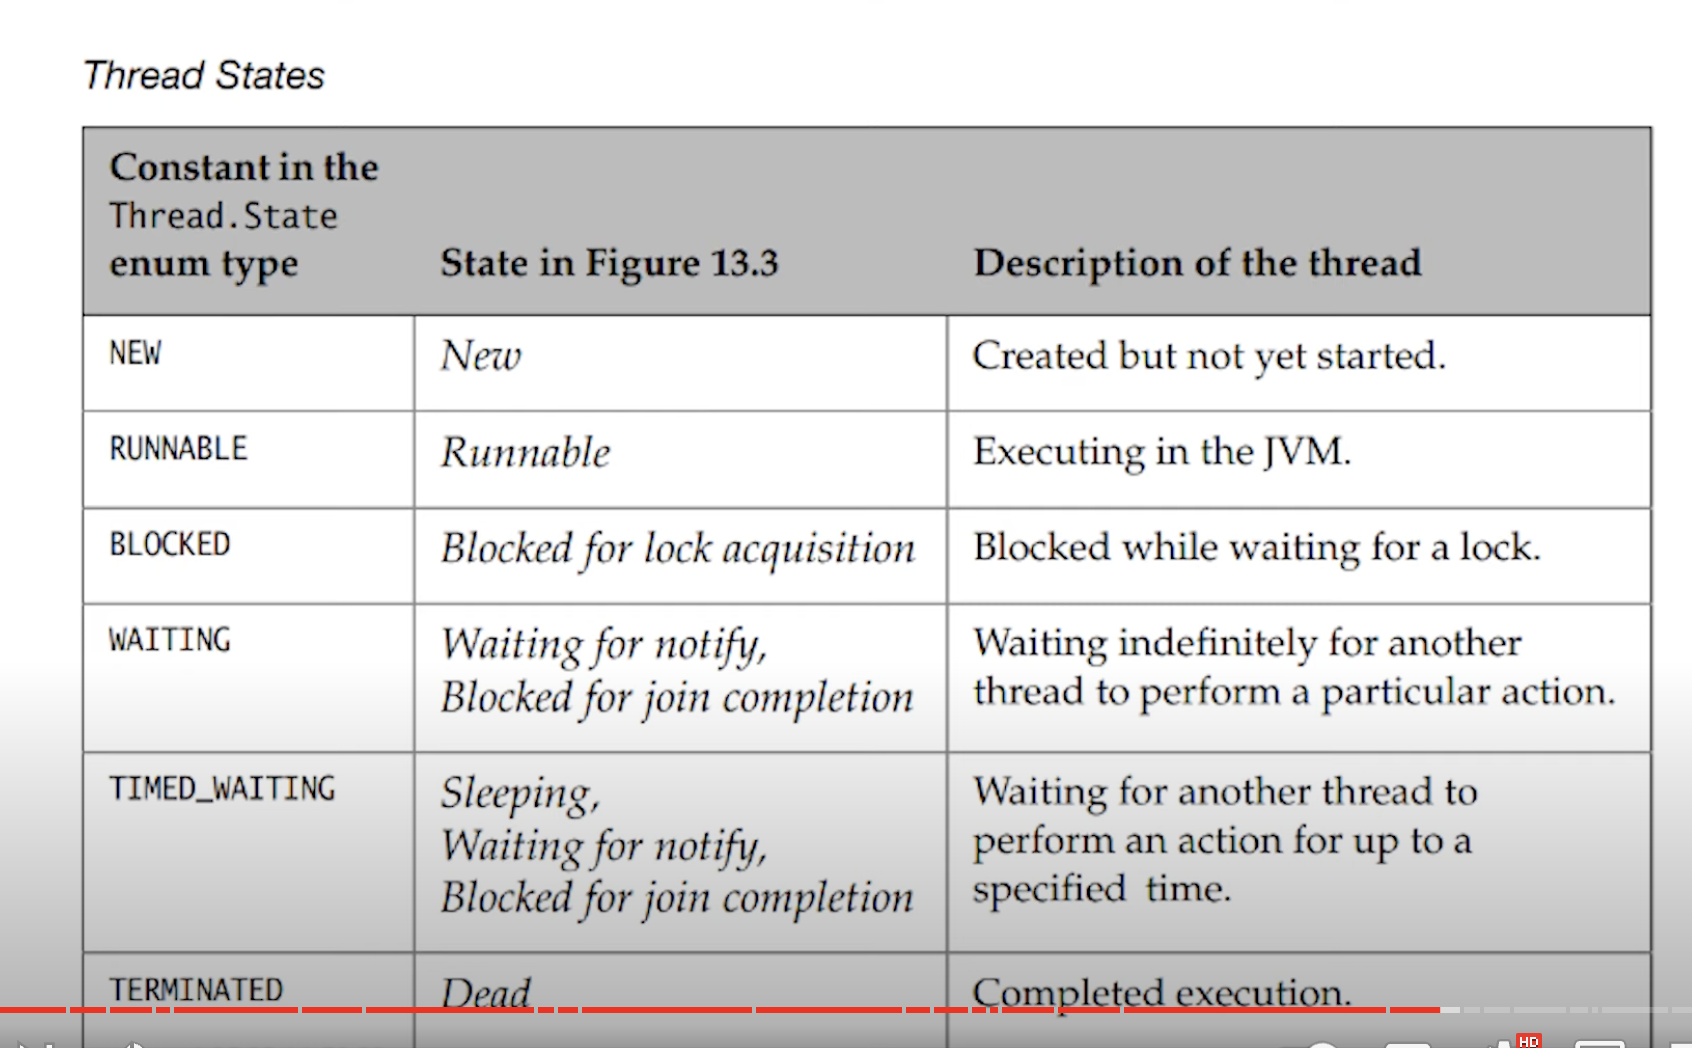 Thread States
Constant in the
Thread.State
enum type
State in Figure 13.3
Description of the thread
NEW
New
Created but not yet started.
RUNNABLE
Runnable
Executing in the JVM.
BLOCKED
Blocked for lock acquisition
Blocked while waiting for a lock.
WAITING
Waiting for notify,
Blocked for join completion
Waiting indefinitely for another
thread to perform a particular action.
TIMED_WAITING
Sleeping,
Waiting for notify,
Blocked for join completion
Waiting for another thread to
perform an action for up to a
specified time.
TERMINATED
Dead
Completed execution.
HD